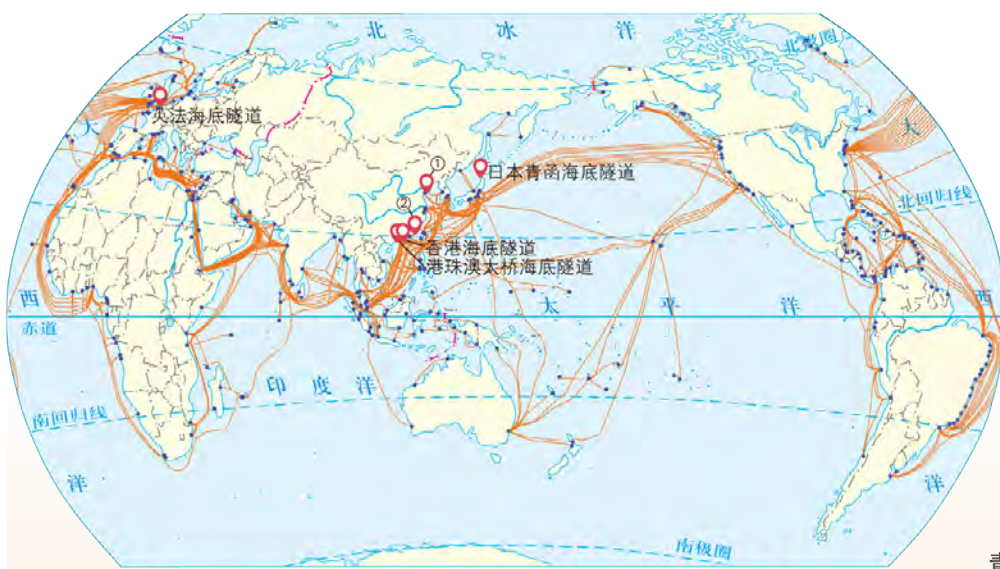 北冰洋
北极圈
英法海底隧道
大
大
①
日本青函海底隧道
②
北回归线
香港海底隧道
港珠澳大桥海底隧道
西
太平洋
西
赤道
印度洋
南回归线
洋
洋
南极圈
青